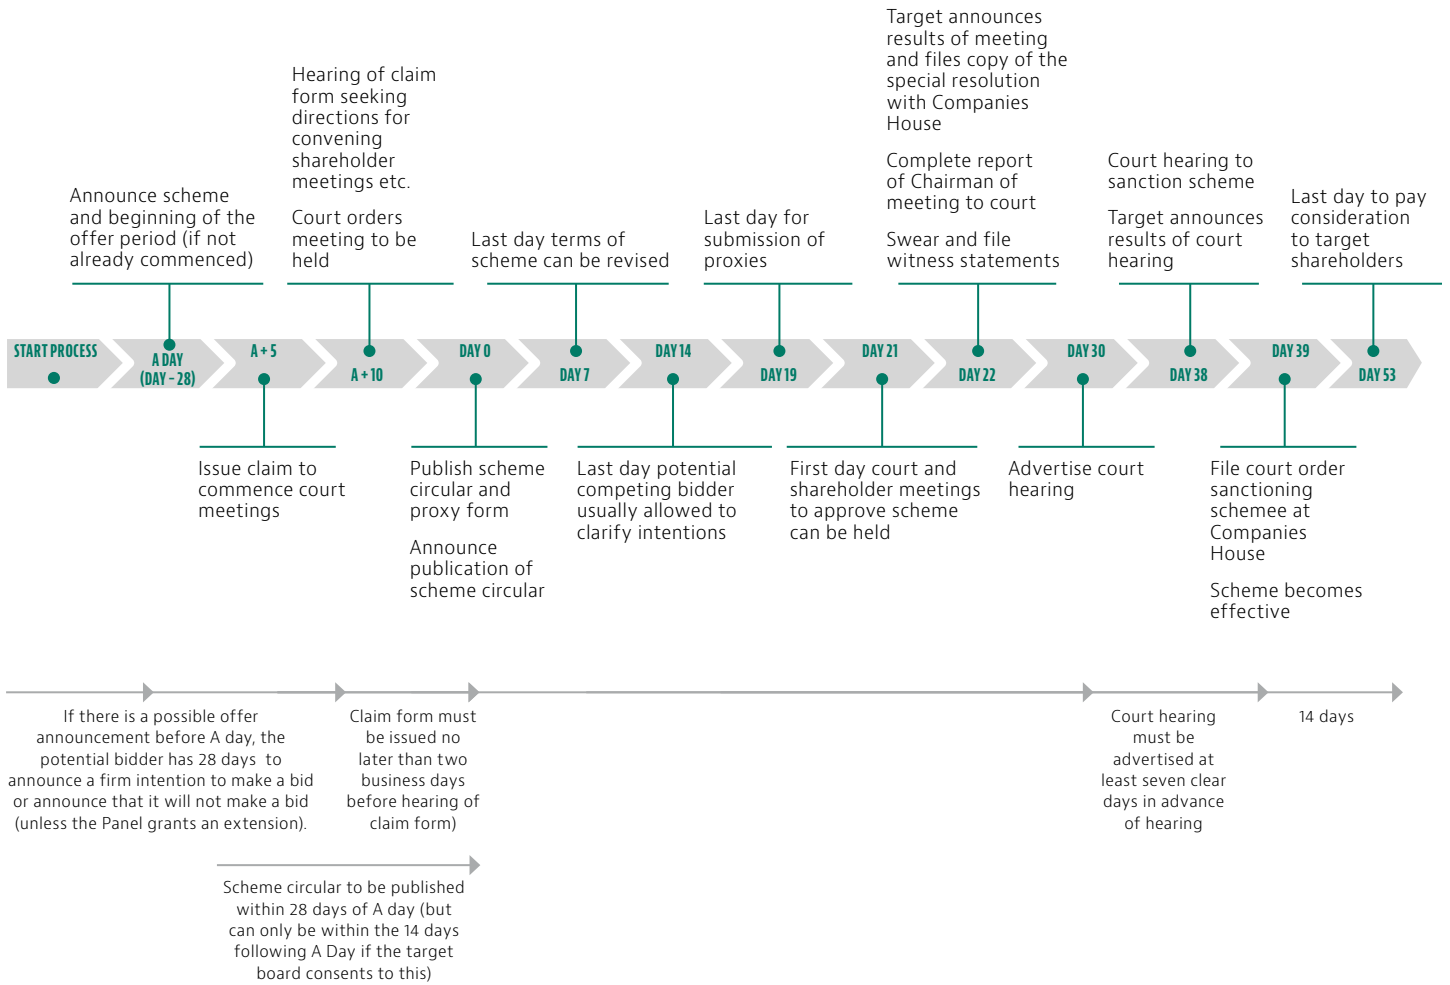 Announce scheme
and beginning of the
offer period (if not
already commenced)
Hearing of claim
form seeking
directions for
convening
shareholder
meetings etc.
Court orders
meeting to be
held
Last day terms of
scheme can be revised
Last day for
submission of
proxies
Target announces
results of meeting
and files copy of the
special resolution
with Companies
House
Complete report
of Chairman of
meeting to court
Swear and file
witness statements
Court hearing to
sanction scheme
Target announces
results of court
hearing
Last day to pay
consideration
to target
shareholders
START PROCESS
A DAY
(DAY – 28)
A + 5
A + 10
DAY 0
DAY 7
DAY 14
DAY 19
DAY 21
DAY 22
DAY 30
DAY 38
DAY 39
DAY 53
Issue claim to
commence court
meetings
Publish scheme
circular and
proxy form
Announce
publication of
scheme circular
Last day potential
competing bidder
usually allowed to
clarify intentions
First day court and
shareholder meetings
to approve scheme
can be held
Advertise court
hearing
File court order
sanctioning
schemee at
Companies
House
Scheme becomes
effective
If there is a possible offer
announcement before A day, the
potential bidder has 28 days to
announce a firm intention to make a bid
or announce that it will not make a bid
(unless the Panel grants an extension).
Claim form must
be issued no
later than two
business days
before hearing of
claim form)
Court hearing
must be
advertised at
least seven clear
days in advance
of hearing
14 days
Scheme circular to be published
within 28 days of A day (but
can only be within the 14 days
following A Day if the target
board consents to this)